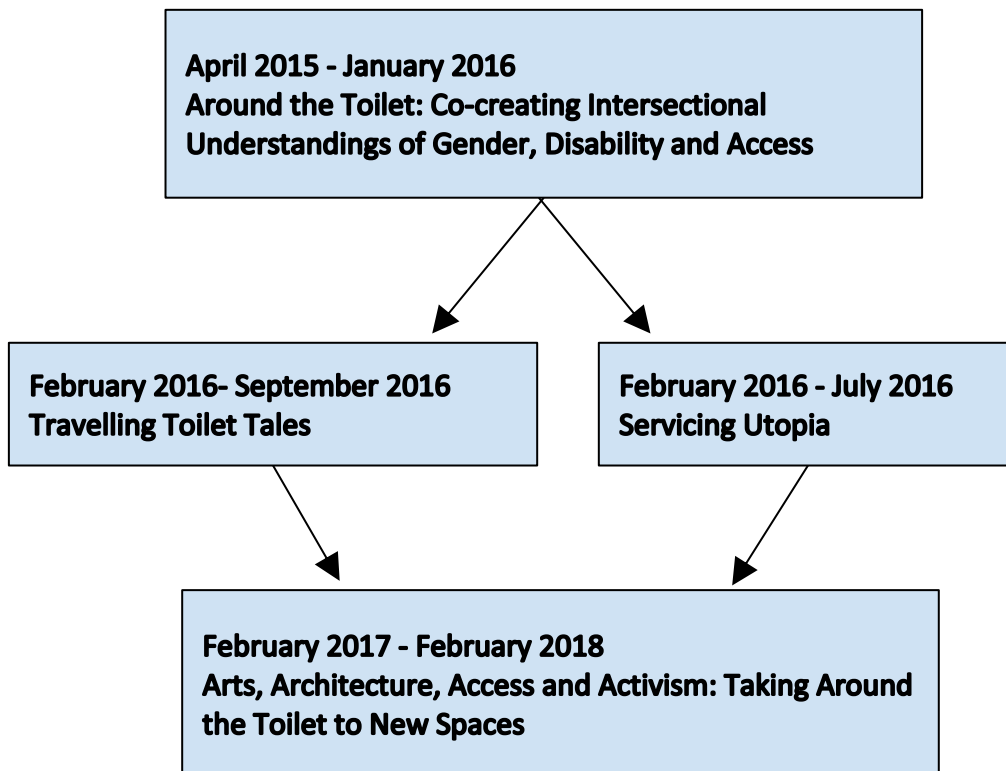 April 2015 - January 2016
Around the Toilet: Co-creating Intersectional
Understandings of Gender, Disability and Access
February 2016- September 2016
Travelling Toilet Tales
February 2016 - July 2016
Servicing Utopia
February 2017 - February 2018
Arts, Architecture, Access and Activism: Taking Around
the Toilet to New Spaces